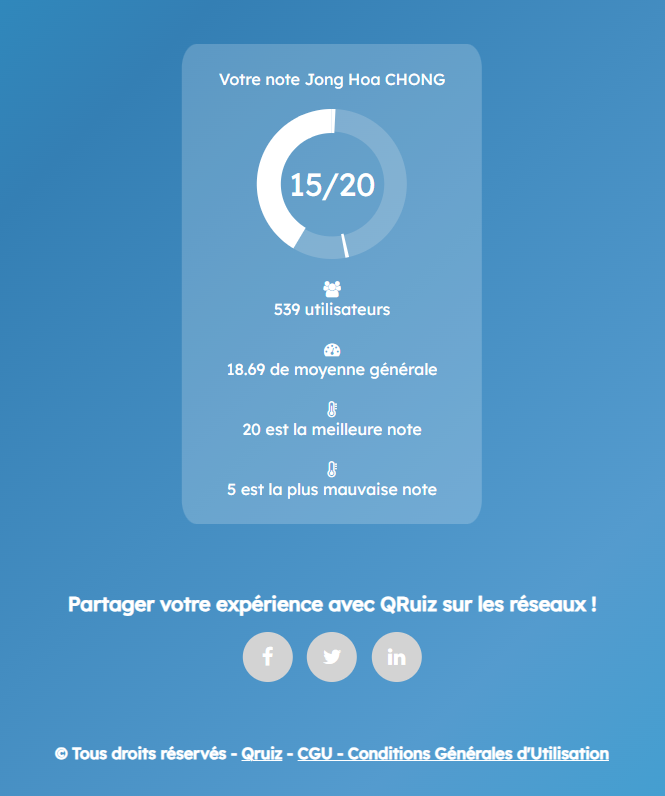 Votre note Jong Hoa CHONG
15/20
539 utilisateurs
18.69 de moyenne générale
20 est la meilleure note
5 est la plus mauvaise note
Partager votre expérience avec QRuiz sur les réseaux !
© Tous droits réservés - Qruiz - CGU - Conditions Générales d'Utilisation